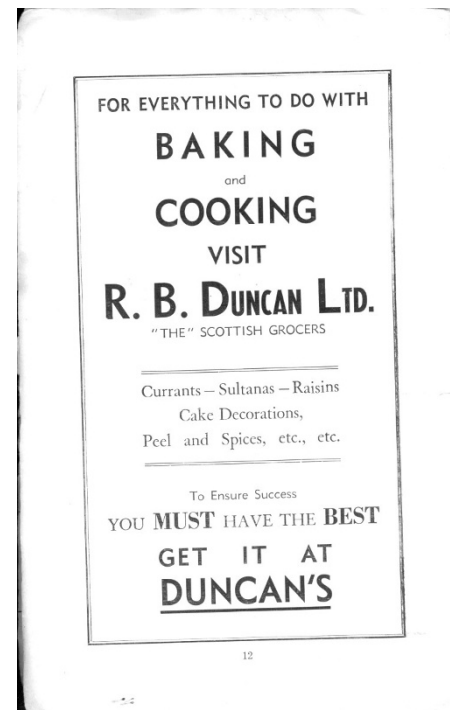 FOR EVERYTHING TO DO WITH
BAKING
and
COOKING
VISIT
R. B. DUNCAN LTD.
"THE" SCOTTISH GROCERS
Currants — Sultanas — Raisins
Cake Decorations,
Peel and Spices, etc., etc.
To Ensure Success
YOU MUST HAVE THE BEST
GET IT AT
DUNCAN'S
12